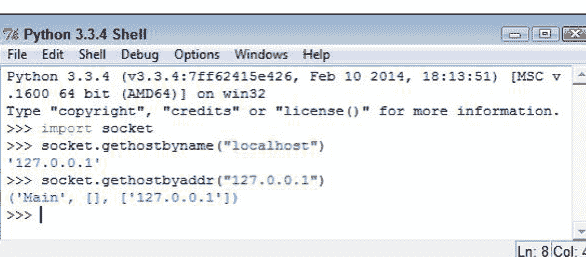 Python 3.3.4 Shell
File Edit Shell Debug Options Windows Help
Python 3.3.4 (v3.3.4:7ff62415e426, Feb 10 2014, 18:13:51) [MSC v
.1600 64 bit (AMD64)] on win32
Type "copyright", "credits" or "license()" for more information.
>>> import socket
>>> socket.gethostbyname("localhost")
'127.0.0.1'
>>> socket.gethostbyaddr("127.0.0.1")
('Main', [], ['127.0.0.1'])
>>>
Ln: 8 Col: 4